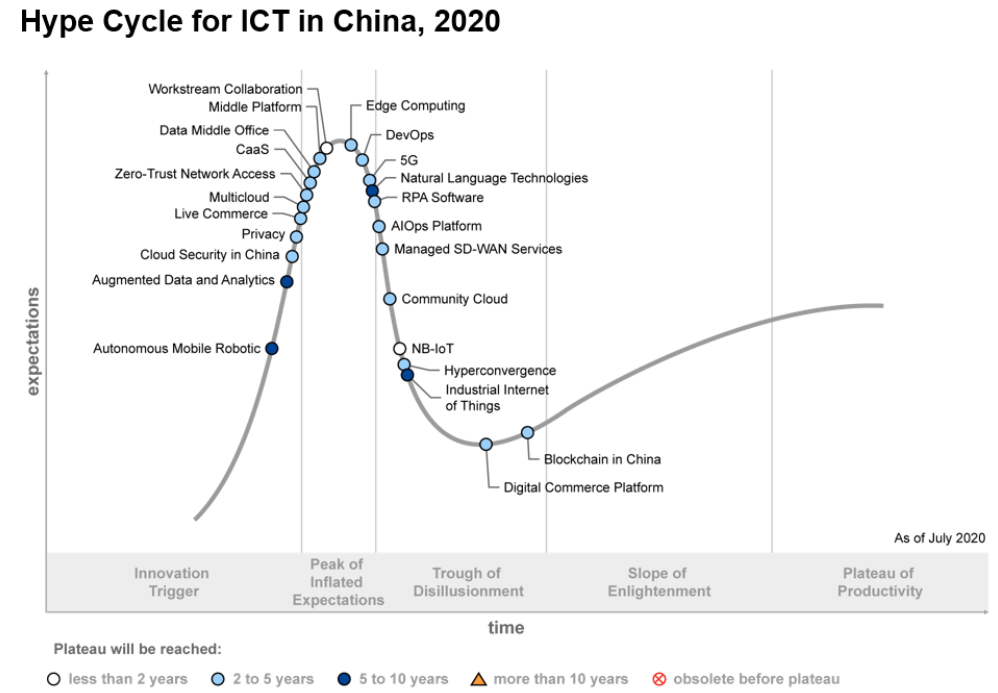 Hype Cycle for ICT in China, 2020
Workstream Collaboration
Middle Platform
Edge Computing
Data Middle Office
DevOps
CaaS
5G
Zero-Trust Network Access
Natural Language Technologies
Multicloud
RPA Software
Live Commerce
AIOps Platform
Privacy
Managed SD-WAN Services
Cloud Security in China
Augmented Data and Analytics
Community Cloud
Autonomous Mobile Robotic
NB-IoT
Hyperconvergence
Industrial Internet
of Things
Blockchain in China
Digital Commerce Platform
expectations
As of July 2020
Innovation
Trigger
Peak of
Inflated
Expectations
Trough of
Disillusionment
Slope of
Enlightenment
Plateau of
Productivity
time
Plateau will be reached:
less than 2 years
2 to 5 years
5 to 10 years
more than 10 years
obsolete before plateau